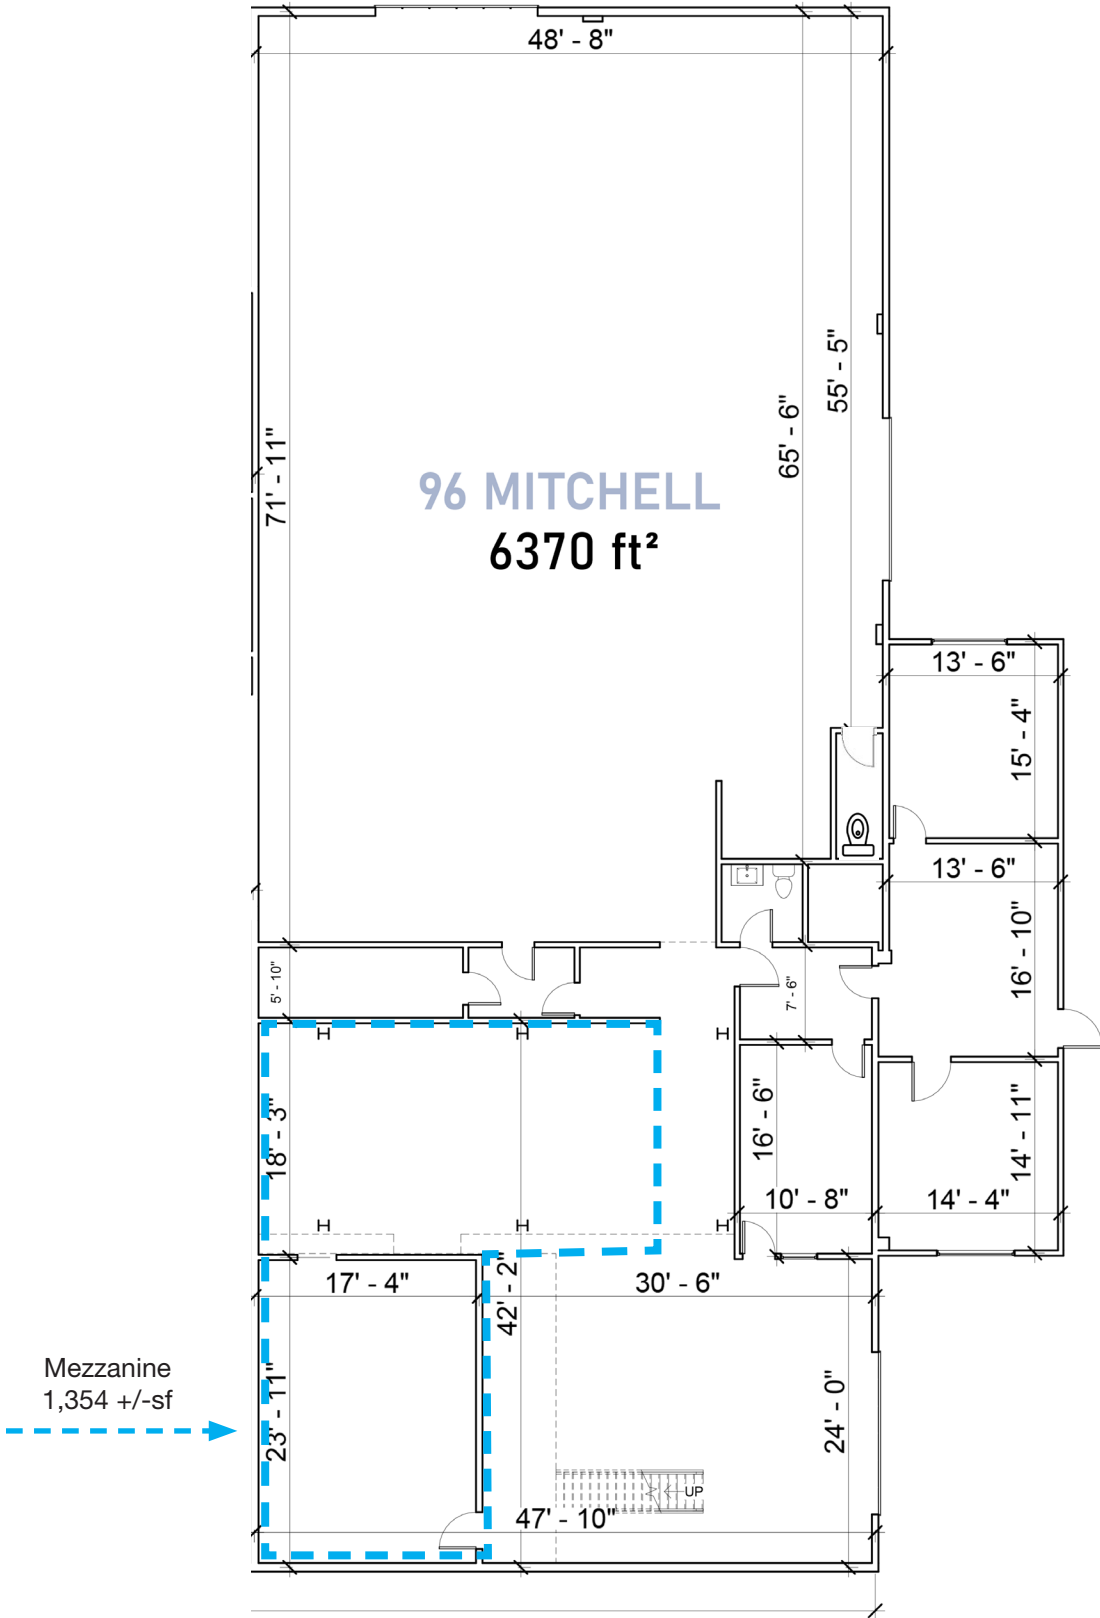 48' - 8"
55' - 5"
65' - 6"
71' - 11"
96 MITCHELL
6370 ft²
13' - 6"
15' - 4"
13' - 6"
16' - 10"
5' - 10"
7' - 6"
18' - 3"
16' - 6"
14' - 11"
10' - 8"
14' - 4"
17' - 4"
42' - 2"
30' - 6"
Mezzanine
1,354 +/-sf
23' - 11"
24' - 0"
UP
47' - 10"